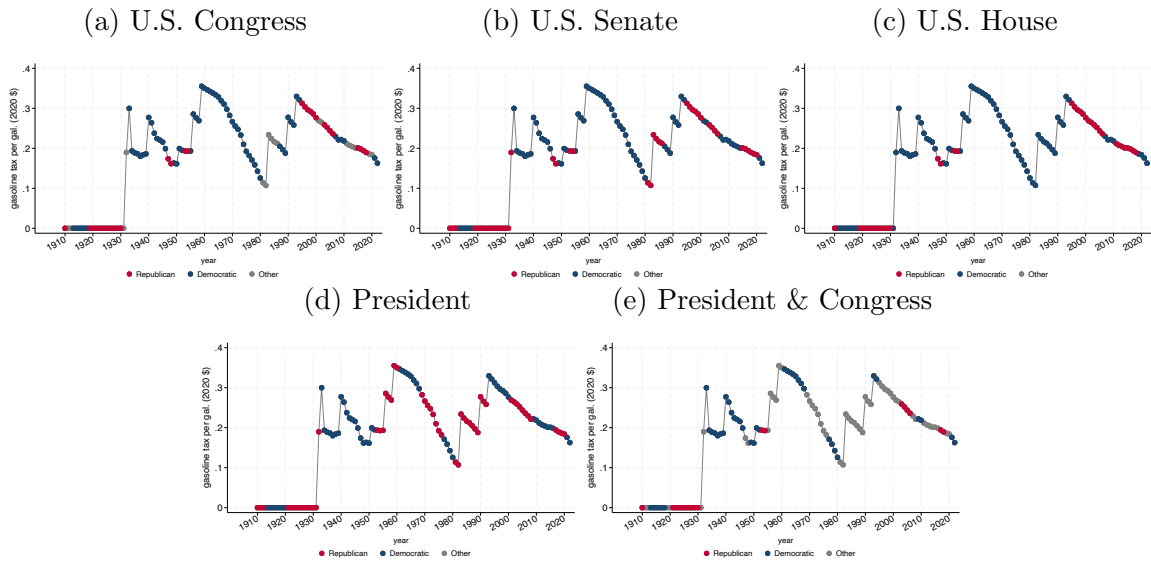 (a) U.S. Congress
(b) U.S. Senate
(c) U.S. House
gasoline tax per gal. (2020 $)
.4
.3
.2
.1
0
1910 1920 1930 1940 1950 1960 1970 1980 1990 2000 2010 2020
year
Republican Democratic Other
gasoline tax per gal. (2020 $)
.4
.3
.2
.1
0
1910 1920 1930 1940 1950 1960 1970 1980 1990 2000 2010 2020
year
Republican Democratic Other
gasoline tax per gal. (2020 $)
.4
.3
.2
.1
0
1910 1920 1930 1940 1950 1960 1970 1980 1990 2000 2010 2020
year
Republican Democratic Other
(d) President
(e) President & Congress
gasoline tax per gal. (2020 $)
.4
.3
.2
.1
0
1910 1920 1930 1940 1950 1960 1970 1980 1990 2000 2010 2020
year
Republican Democratic Other
gasoline tax per gal. (2020 $)
.4
.3
.2
.1
0
1910 1920 1930 1940 1950 1960 1970 1980 1990 2000 2010 2020
year
Republican Democratic Other